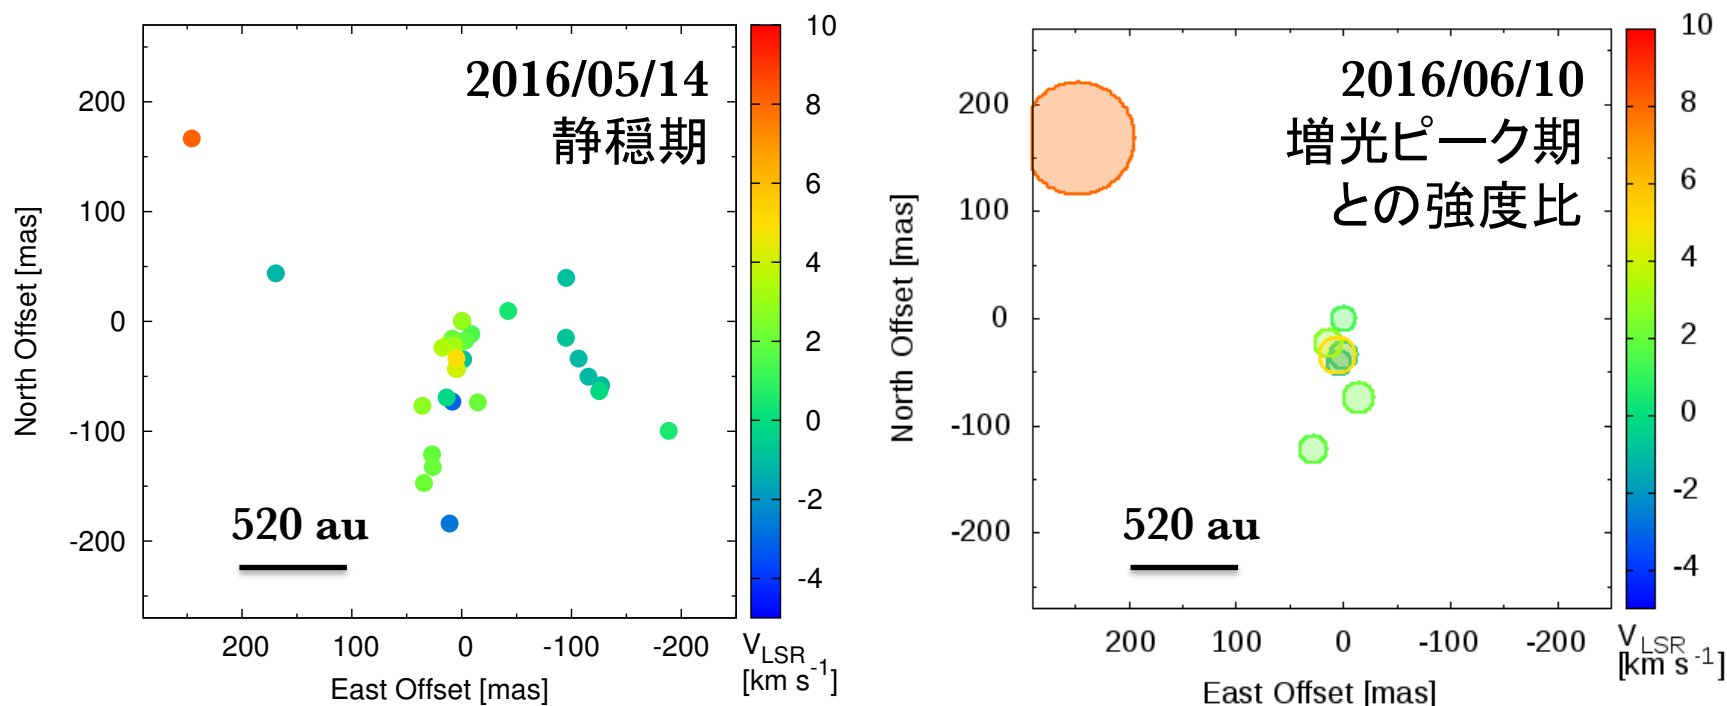 2016/05/14
静穏期
North Offset [mas]
200
100
0
-100
-200
520 au
200
100
0
-100
-200
East Offset [mas]
10
8
6
4
2
0
-2
-4
VLSR
[km s-1]
2016/06/10
増光ピーク期
との強度比
North Offset [mas]
200
100
0
-100
-200
520 au
200
100
0
-100
-200
East Offset [mas]
10
8
6
4
2
0
-2
-4
VLSR
[km s-1]